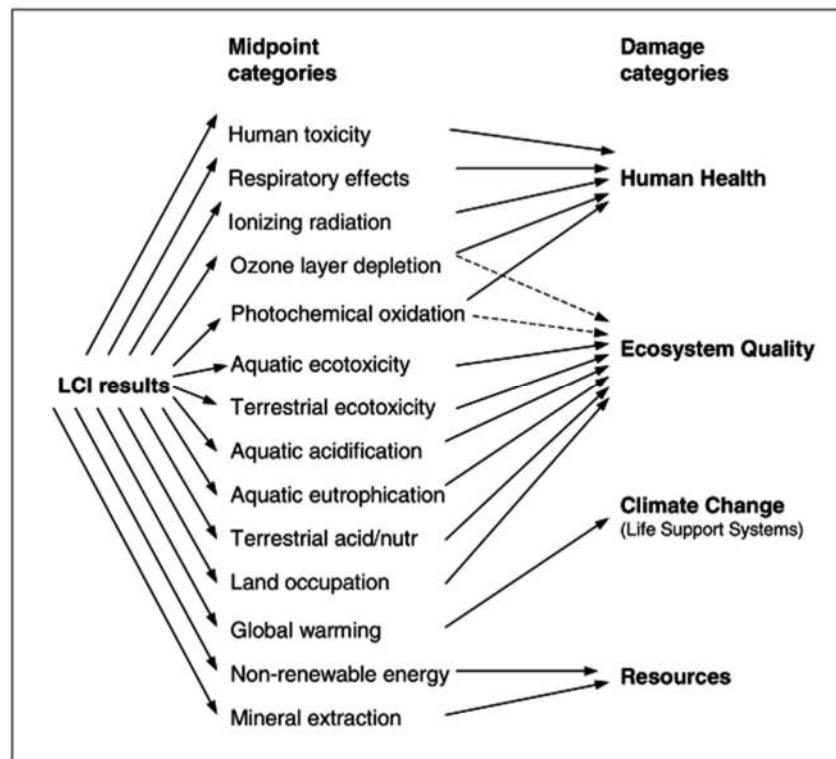 Midpoint
categories
Damage
categories
Human toxicity
Respiratory effects
Human Health
Ionizing radiation
Ozone layer depletion
Photochemical oxidation
Ecosystem Quality
Aquatic ecotoxicity
LCI results
Terrestrial ecotoxicity
Aquatic acidification
Aquatic eutrophication
Climate Change
(Life Support Systems)
Terrestrial acid/nutr
Land occupation
Global warming
Non-renewable energy
Resources
Mineral extraction